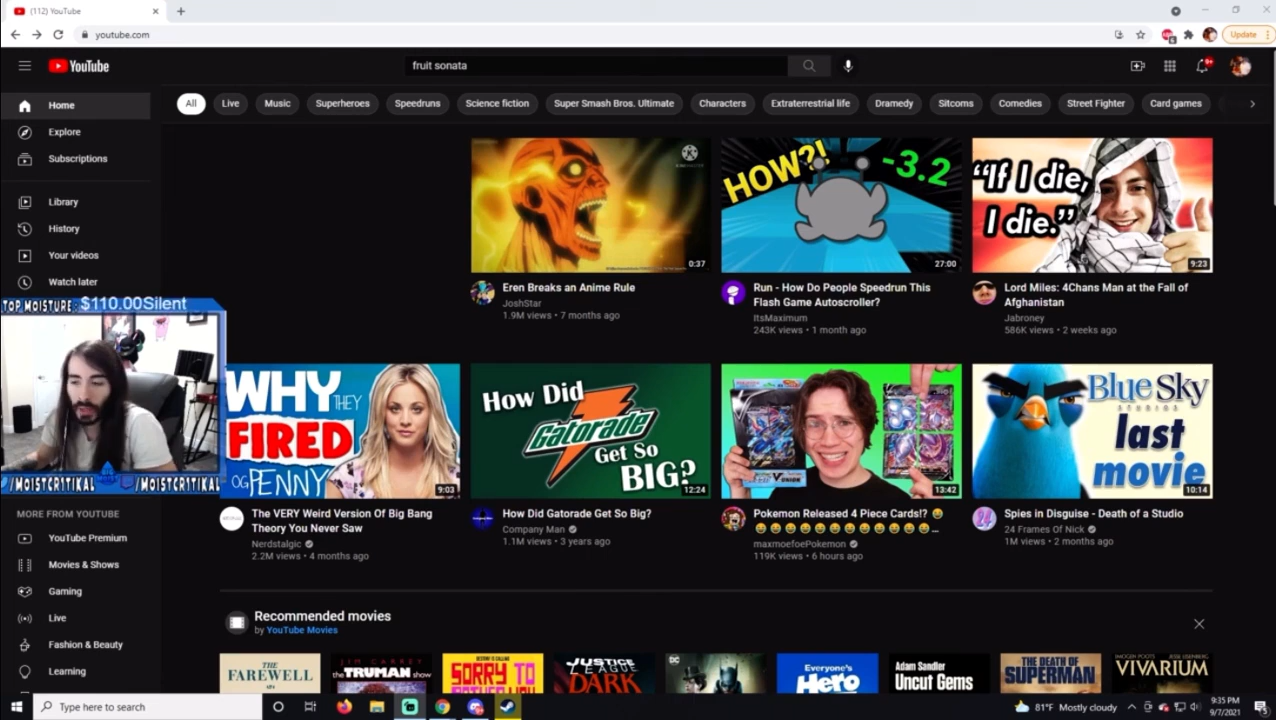 (112) YouTube
youtube.com
Update
YouTube
fruit sonata
9+
All
Live
Music
Superheroes
Speedruns
Science fiction
Super Smash Bros. Ultimate
Characters
Extraterrestrial life
Dramedy
Sitcoms
Comedies
Street Fighter
Card games
Home
Explore
Subscriptions
Library
History
Your videos
Watch later
0:37
Eren Breaks an Anime Rule
JoshStar
1.9M views • 7 months ago
HOW?!
-3.2
27:00
Run - How Do People Speedrun This
Flash Game Autoscroller?
ItsMaximum
243K views • 1 month ago
“If I die,
I die.”
9:23
Lord Miles: 4Chans Man at the Fall of
Afghanistan
Jabroney
586K views • 2 weeks ago
TOP MOISTURE: $110.00Silent
/MOISTCR1TIKAL
/MOISTCR1TIKAL
WHY THEY
FIRED
OG PENNY
9:03
The VERY Weird Version Of Big Bang
Theory You Never Saw
Nerdstalgic
2.2M views • 4 months ago
How Did
Gatorade
Get So
BIG?
12:24
How Did Gatorade Get So Big?
Company Man
1.1M views • 3 years ago
13:42
Pokemon Released 4 Piece Cards!? 😂
😂😂😂😂😂😂😂😂😂😂😂...
maxmoefoePokemon
119K views • 6 hours ago
BlueSky
STUDIOS
last
movie
10:14
Spies in Disguise - Death of a Studio
24 Frames Of Nick
1M views • 2 months ago
MORE FROM YOUTUBE
YouTube Premium
Movies & Shows
Gaming
Live
Fashion & Beauty
Learning
Recommended movies
by YouTube Movies
THE
FAREWELL
JIM CARREY
THE TRUMAN show
SORRY TO
JUSTICE
LEAGUE
DARK
DC
Everyone's
Hero
Adam Sandler
Uncut Gems
THE DEATH OF
SUPERMAN
IMOGEN POOTS
JESSE EISENBERG
VIVARIUM
Type here to search
81°F Mostly cloudy
9:35 PM
9/7/2021
5